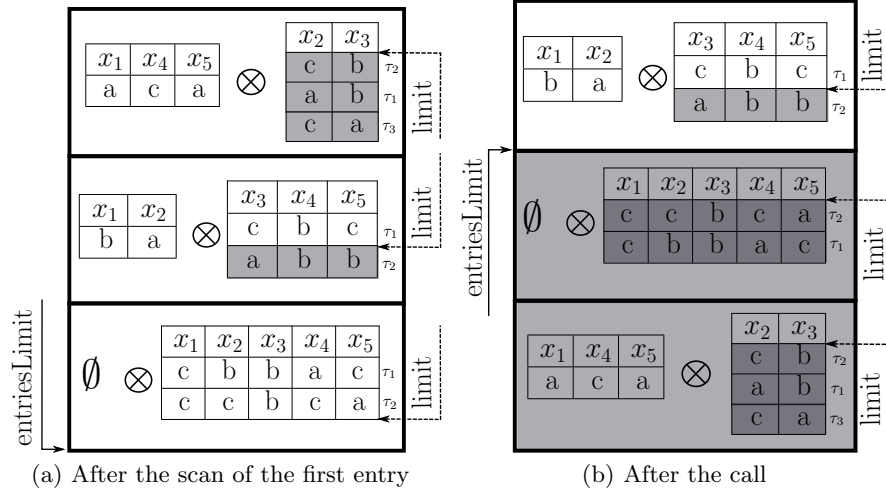 x₂ x₃
x₁ x₄ x₅
c b τ₂
a c a ⊗ a b τ₁
c a τ₃
limit
x₁ x₂ x₃ x₄ x₅
b a ⊗ c b c τ₁
a b b τ₂
limit
x₁ x₂ x₃ x₄ x₅
∅ ⊗ c b b a c τ₁
c c b c a τ₂
limit
entriesLimit
(a) After the scan of the first entry
x₁ x₂ x₃ x₄ x₅
b a ⊗ c b c τ₁
a b b τ₂
limit
x₁ x₂ x₃ x₄ x₅
∅ ⊗ c c b c a τ₂
c b b a c τ₁
limit
entriesLimit
x₂ x₃
x₁ x₄ x₅
c b τ₂
a c a ⊗ a b τ₁
c a τ₃
limit
(b) After the call